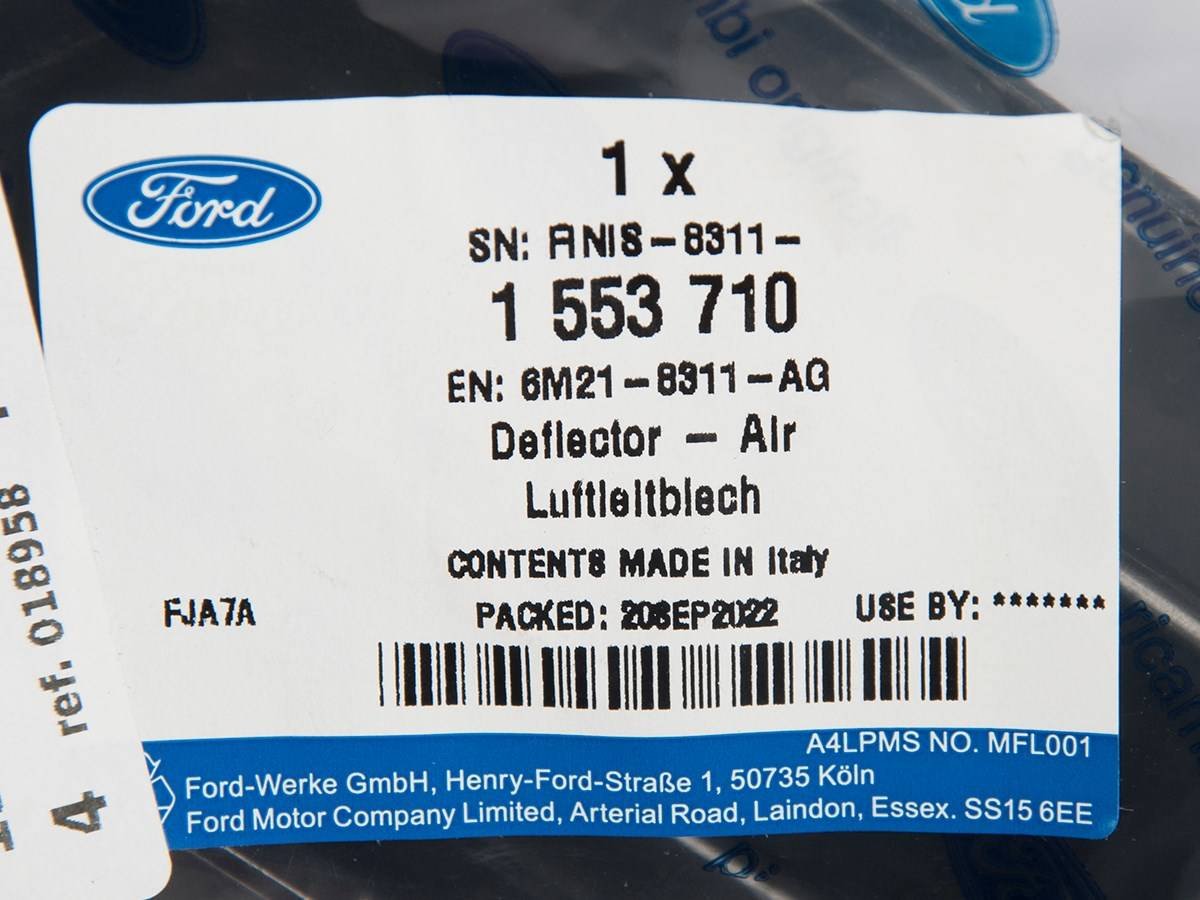 Ford
1 x
SN: FINIS-8311-
1 553 710
EN: 6M21-8311-AG
Deflector - Air
Luftleitblech
CONTENTS MADE IN Italy
FJA7A
PACKED: 20SEP2022
USE BY: *******
A4LPMS NO. MFL001
Ford-Werke GmbH, Henry-Ford-Straße 1, 50735 Köln
Ford Motor Company Limited, Arterial Road, Laindon, Essex. SS15 6EE
ref. 018958
4